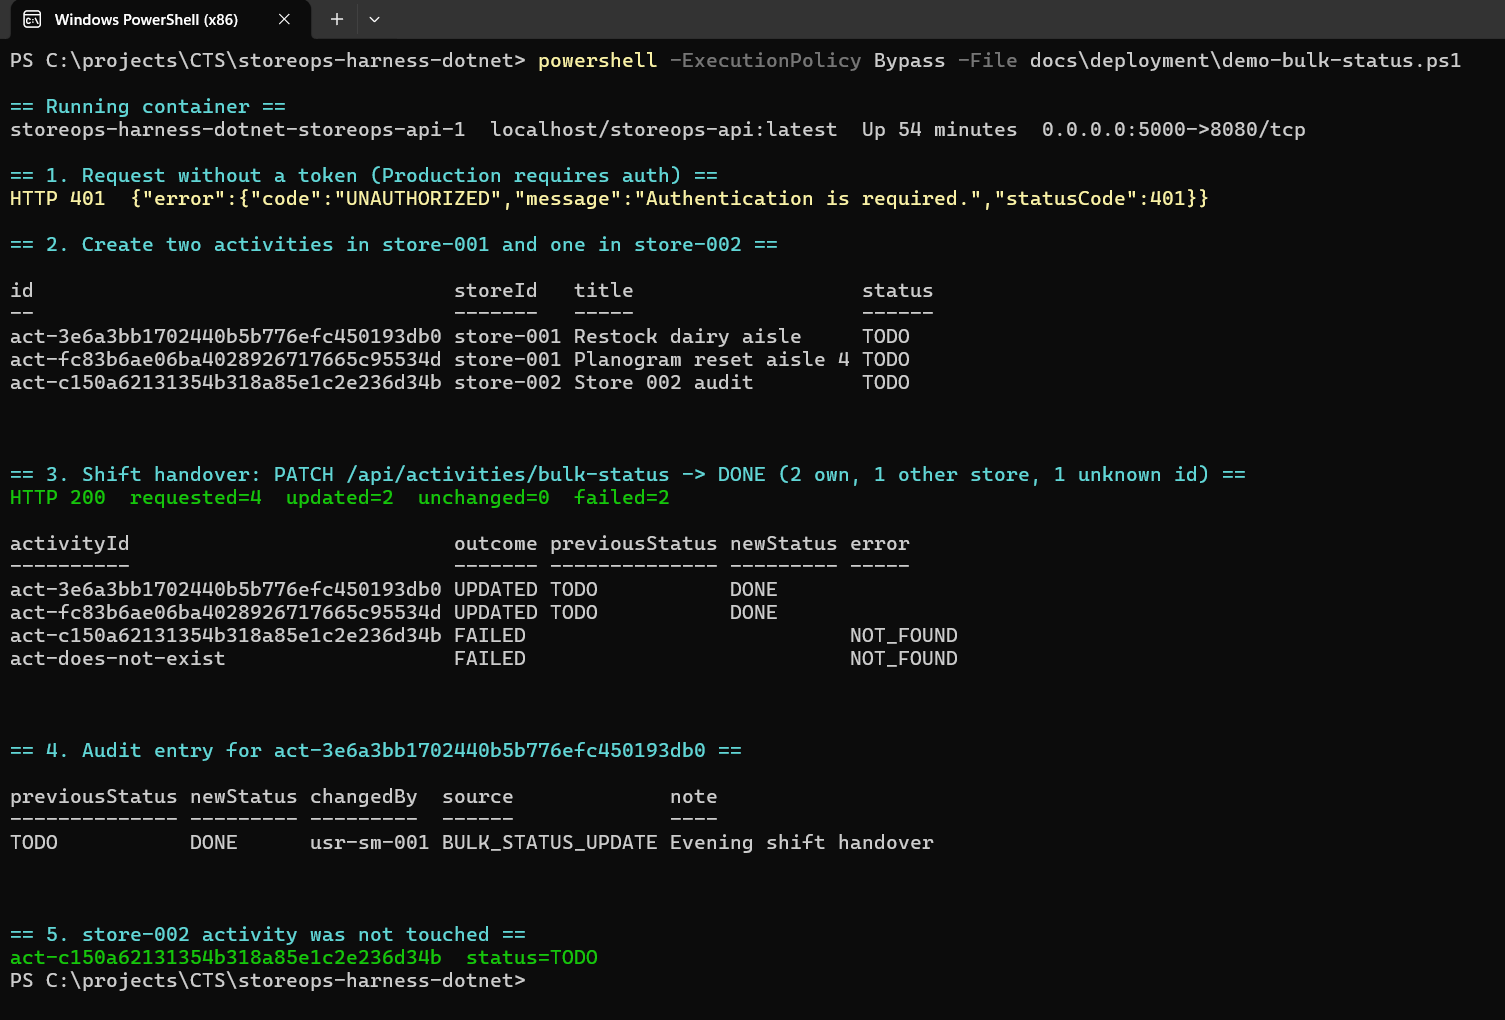 Windows PowerShell (x86)
PS C:\projects\CTS\storeops-harness-dotnet> powershell -ExecutionPolicy Bypass -File docs\deployment\demo-bulk-status.ps1
== Running container ==
storeops-harness-dotnet-storeops-api-1  localhost/storeops-api:latest  Up 54 minutes  0.0.0.0:5000->8080/tcp
== 1. Request without a token (Production requires auth) ==
HTTP 401  {"error":{"code":"UNAUTHORIZED","message":"Authentication is required.","statusCode":401}}
== 2. Create two activities in store-001 and one in store-002 ==
id                                   storeId   title                   status
--                                   -------   -----                   ------
act-3e6a3bb1702440b5b776efc450193db0 store-001 Restock dairy aisle     TODO
act-fc83b6ae06ba4028926717665c95534d store-001 Planogram reset aisle 4 TODO
act-c150a62131354b318a85e1c2e236d34b store-002 Store 002 audit         TODO
== 3. Shift handover: PATCH /api/activities/bulk-status -> DONE (2 own, 1 other store, 1 unknown id) ==
HTTP 200  requested=4  updated=2  unchanged=0  failed=2
activityId                           outcome previousStatus newStatus error
----------                           ------- -------------- --------- -----
act-3e6a3bb1702440b5b776efc450193db0 UPDATED TODO           DONE
act-fc83b6ae06ba4028926717665c95534d UPDATED TODO           DONE
act-c150a62131354b318a85e1c2e236d34b FAILED                           NOT_FOUND
act-does-not-exist                   FAILED                           NOT_FOUND
== 4. Audit entry for act-3e6a3bb1702440b5b776efc450193db0 ==
previousStatus newStatus changedBy  source             note
-------------- --------- ---------  ------             ----
TODO           DONE      usr-sm-001 BULK_STATUS_UPDATE Evening shift handover
== 5. store-002 activity was not touched ==
act-c150a62131354b318a85e1c2e236d34b  status=TODO
PS C:\projects\CTS\storeops-harness-dotnet>